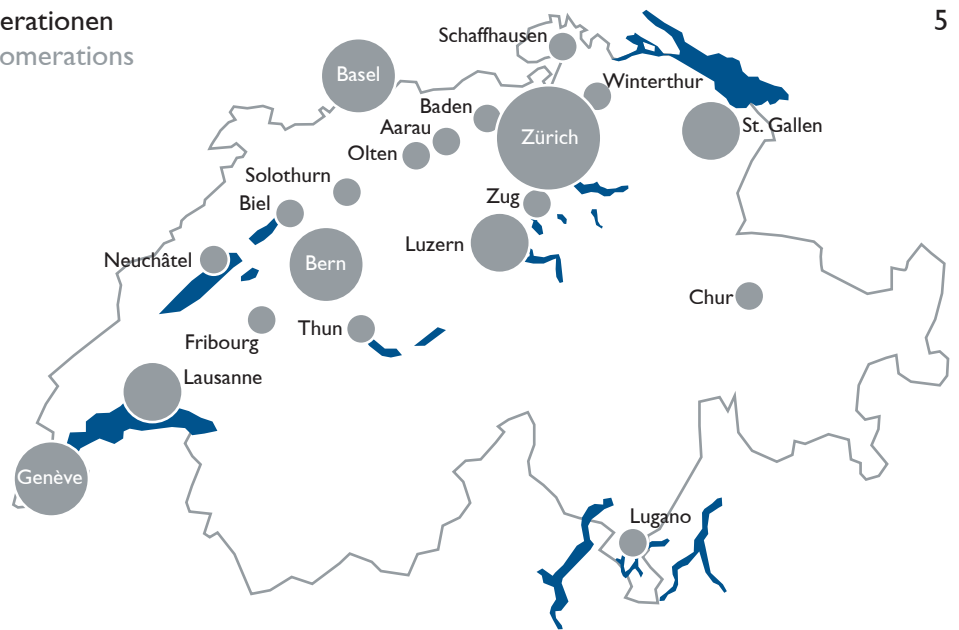 erationen
5
omerations
Schaffhausen
Basel
Winterthur
Baden
Aarau
Zürich
St. Gallen
Olten
Solothurn
Biel
Zug
Luzern
Neuchâtel
Bern
Chur
Fribourg
Thun
Lausanne
Genève
Lugano